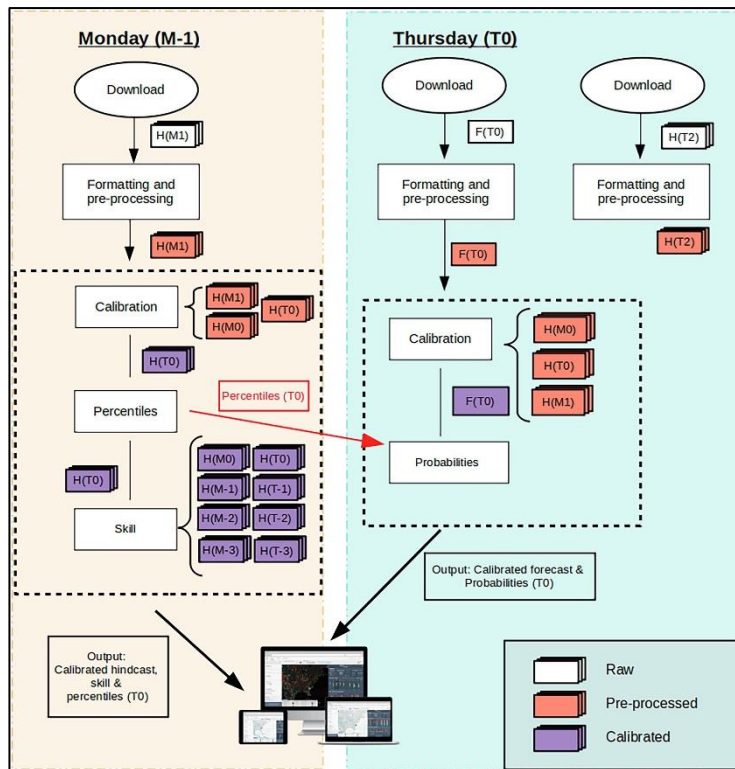 Monday (M-1)
Download
H(M1)
Formatting and
pre-processing
H(M1)
Calibration
H(M1)
H(T0)
H(M0)
H(T0)
Percentiles
Percentiles (T0)
H(T0)
Skill
H(M0)
H(T0)
H(M-1)
H(T-1)
H(M-2)
H(T-2)
H(M-3)
H(T-3)
Output:
Calibrated hindcast,
skill &
percentiles (T0)
Thursday (T0)
Download
F(T0)
Formatting and
pre-processing
F(T0)
Download
H(T2)
Formatting and
pre-processing
H(T2)
Calibration
H(M0)
H(T0)
H(M1)
F(T0)
Probabilities
Output: Calibrated forecast &
Probabilities (T0)
Raw
Pre-processed
Calibrated